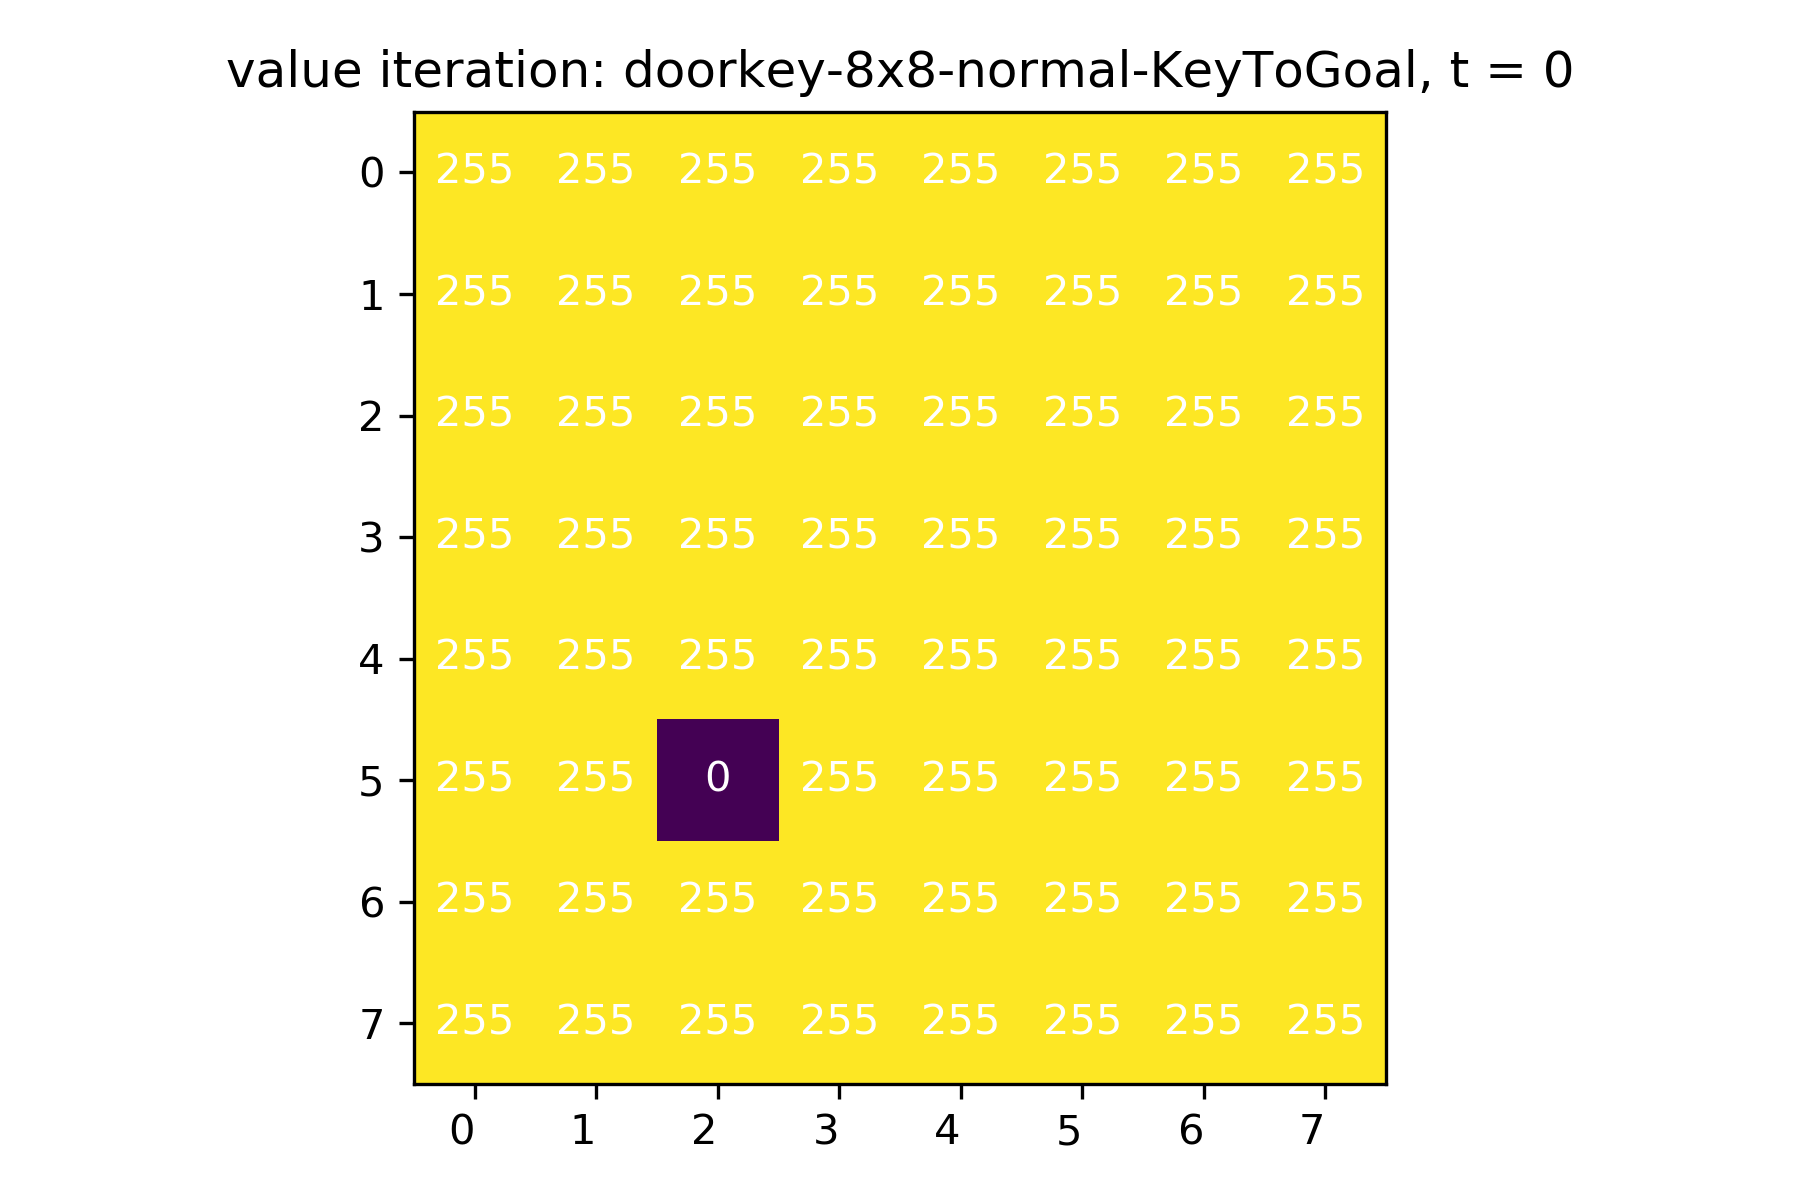 value iteration: doorkey-8x8-normal-KeyToGoal, t = 0
0 255 255 255 255 255 255 255 255
1 255 255 255 255 255 255 255 255
2 255 255 255 255 255 255 255 255
3 255 255 255 255 255 255 255 255
4 255 255 255 255 255 255 255 255
5 255 255 0 255 255 255 255 255
6 255 255 255 255 255 255 255 255
7 255 255 255 255 255 255 255 255
0 1 2 3 4 5 6 7